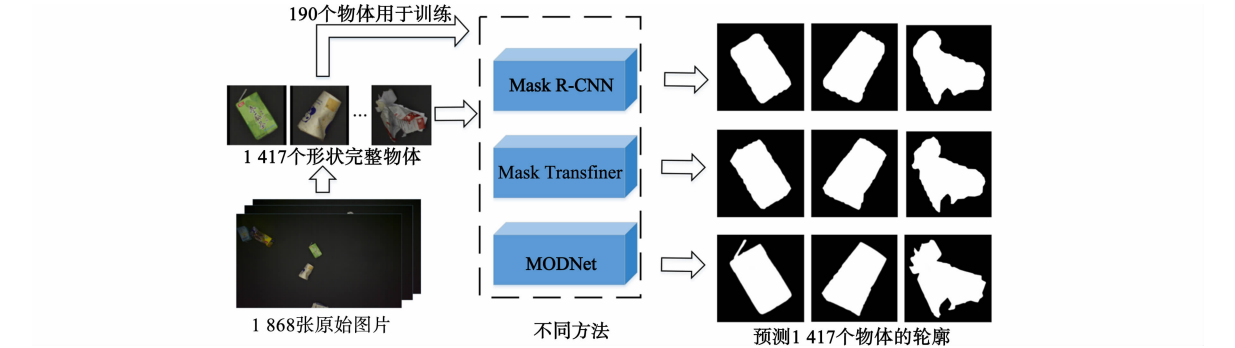 190个物体用于训练
Mask R-CNN
...
1 417个形状完整物体
Mask Transfiner
MODNet
1 868张原始图片
不同方法
预测1 417个物体的轮廓